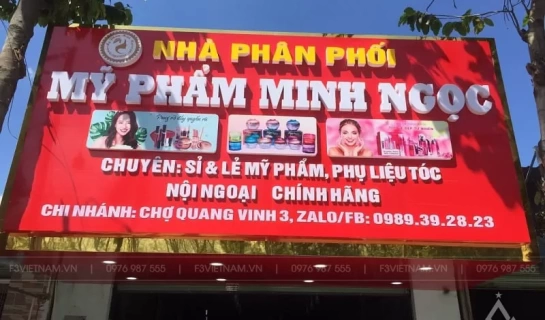 NHÀ PHÂN PHỐI
MỸ PHẨM MINH NGỌC
CHUYÊN: SỈ & LẺ MỸ PHẨM, PHỤ LIỆU TÓC
NỘI NGOẠI CHÍNH HÃNG
CHI NHÁNH: CHỢ QUANG VINH 3, ZALO/FB: 0989.39.28.23
F3VIETNAM.VN | 0976 987 555
F3VIETNAM.VN | 0976 987 555
F3VIETNAM.VN | 0976 987 555